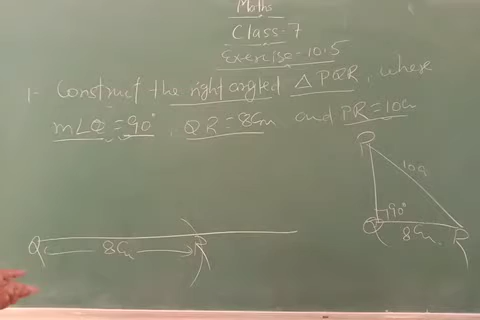 Maths
Class-7
Exercise-10.5
1- Construct the right angled △ PQR, where
m∠Q = 90°, QR = 8Cm and PR = 10Cm
P
10Cm
90°
Q 8Cm R
Q 8Cm R